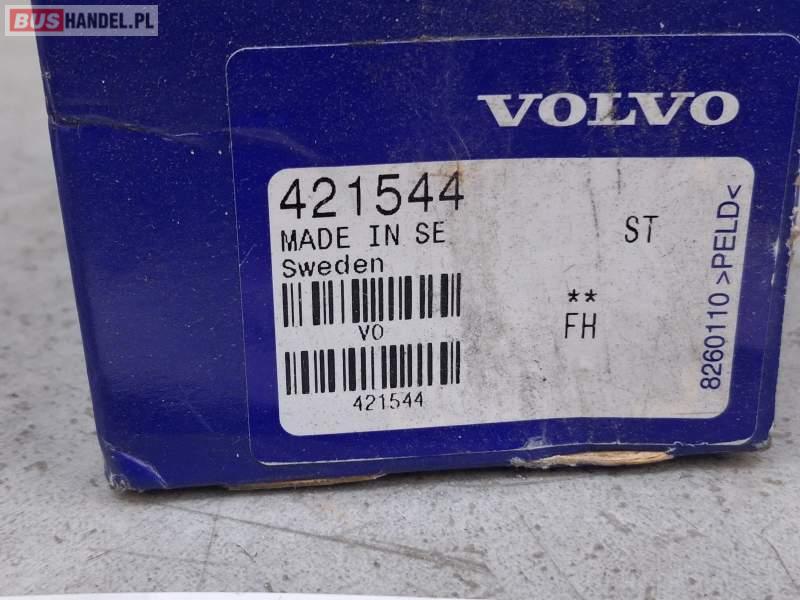 BUSHANDEL.PL
VOLVO
421544
MADE IN SE
ST
Sweden
**
VO
FH
421544
8260110 >PELD<